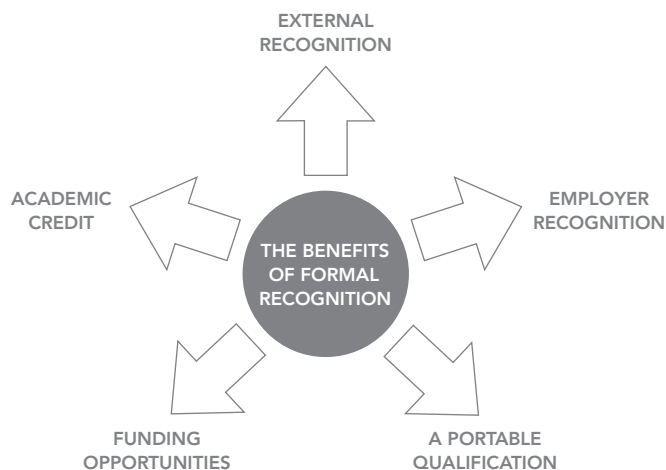 EXTERNAL
RECOGNITION
ACADEMIC
CREDIT
EMPLOYER
RECOGNITION
THE BENEFITS
OF FORMAL
RECOGNITION
FUNDING
OPPORTUNITIES
A PORTABLE
QUALIFICATION